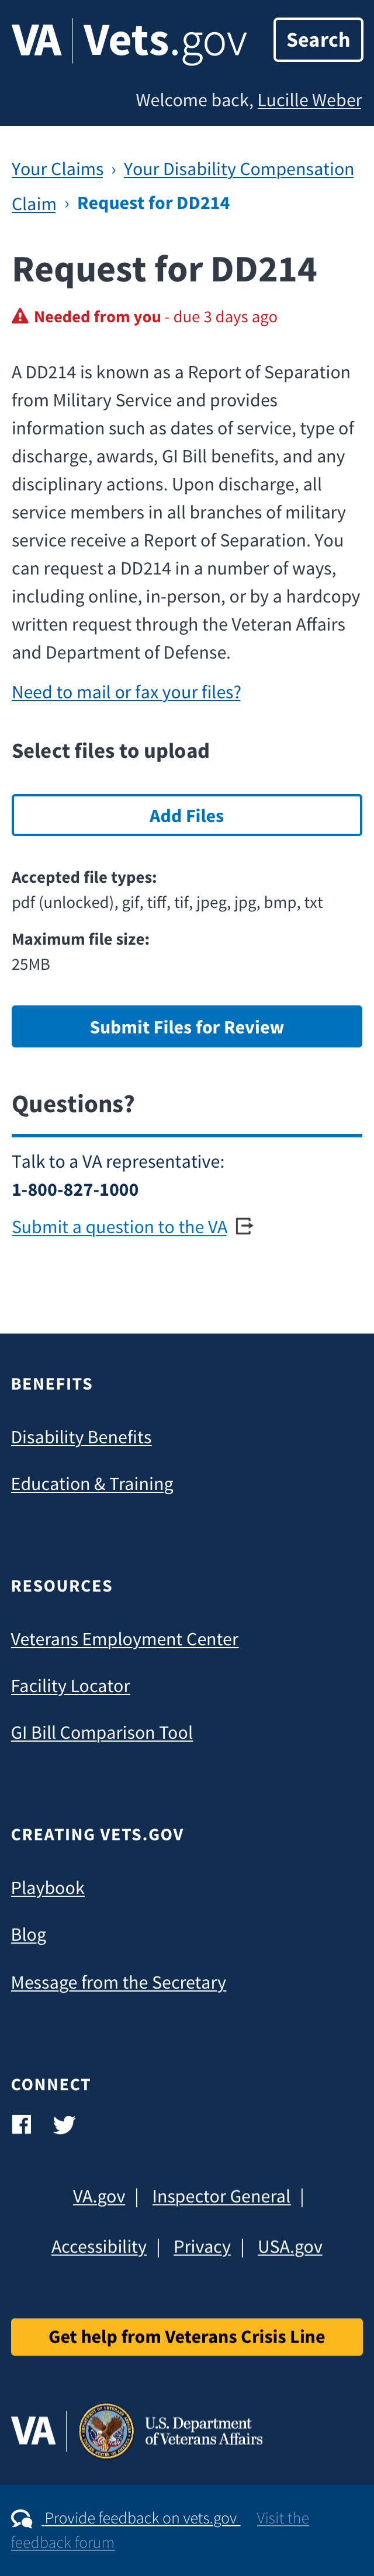 VA Vets.gov Search
Welcome back, Lucille Weber
Your Claims › Your Disability Compensation
Claim › Request for DD214
Request for DD214
Needed from you - due 3 days ago
A DD214 is known as a Report of Separation
from Military Service and provides
information such as dates of service, type of
discharge, awards, GI Bill benefits, and any
disciplinary actions. Upon discharge, all
service members in all branches of military
service receive a Report of Separation. You
can request a DD214 in a number of ways,
including online, in-person, or by a hardcopy
written request through the Veteran Affairs
and Department of Defense.
Need to mail or fax your files?
Select files to upload
Add Files
Accepted file types:
pdf (unlocked), gif, tiff, tif, jpeg, jpg, bmp, txt
Maximum file size:
25MB
Submit Files for Review
Questions?
Talk to a VA representative:
1-800-827-1000
Submit a question to the VA
BENEFITS
Disability Benefits
Education & Training
RESOURCES
Veterans Employment Center
Facility Locator
GI Bill Comparison Tool
CREATING VETS.GOV
Playbook
Blog
Message from the Secretary
CONNECT
VA.gov | Inspector General |
Accessibility | Privacy | USA.gov
Get help from Veterans Crisis Line
VA U.S. Department
of Veterans Affairs
Provide feedback on vets.gov Visit the
feedback forum